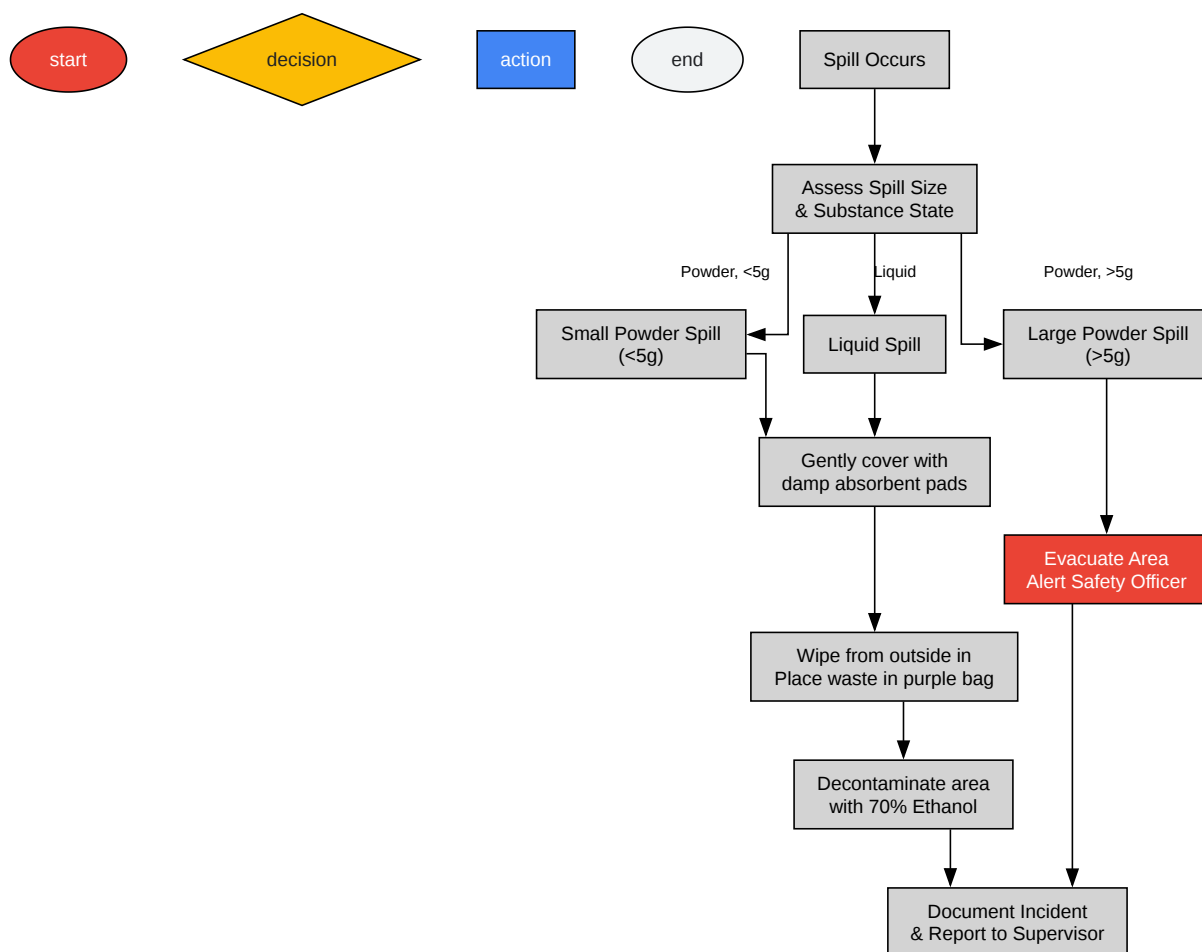 start
decision
action
end
Spill Occurs
Assess Spill Size
& Substance State
Powder, <5g
Liquid
Powder, >5g
Small Powder Spill
(<5g)
Liquid Spill
Large Powder Spill
(>5g)
Gently cover with
damp absorbent pads
Evacuate Area
Alert Safety Officer
Wipe from outside in
Place waste in purple bag
Decontaminate area
with 70% Ethanol
Document Incident
& Report to Supervisor